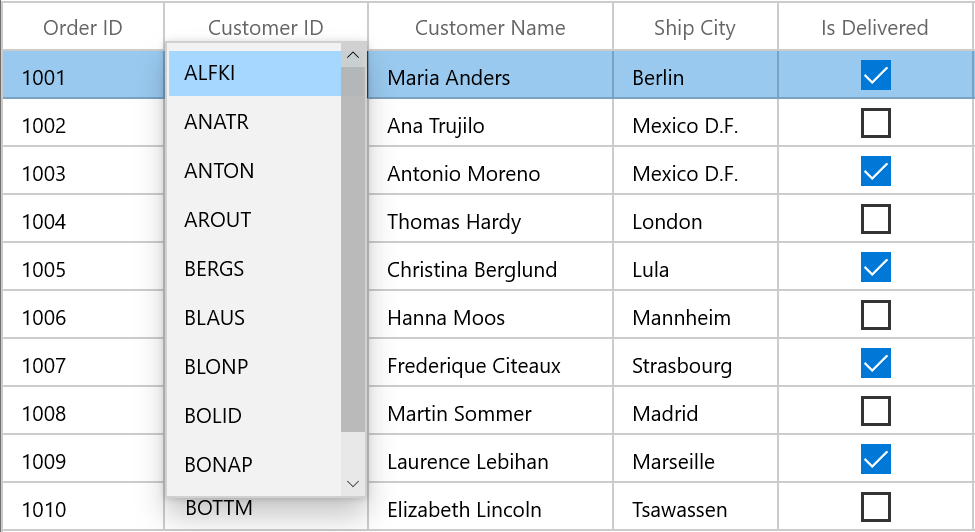 Order ID Customer ID Customer Name Ship City Is Delivered
1001 ALFKI Maria Anders Berlin
1002 ANATR Ana Trujilo Mexico D.F.
1003 ANTON Antonio Moreno Mexico D.F.
1004 AROUT Thomas Hardy London
1005 BERGS Christina Berglund Lula
1006 BLAUS Hanna Moos Mannheim
1007 BLONP Frederique Citeaux Strasbourg
1008 BOLID Martin Sommer Madrid
1009 BONAP Laurence Lebihan Marseille
1010 BOTTM Elizabeth Lincoln Tsawassen